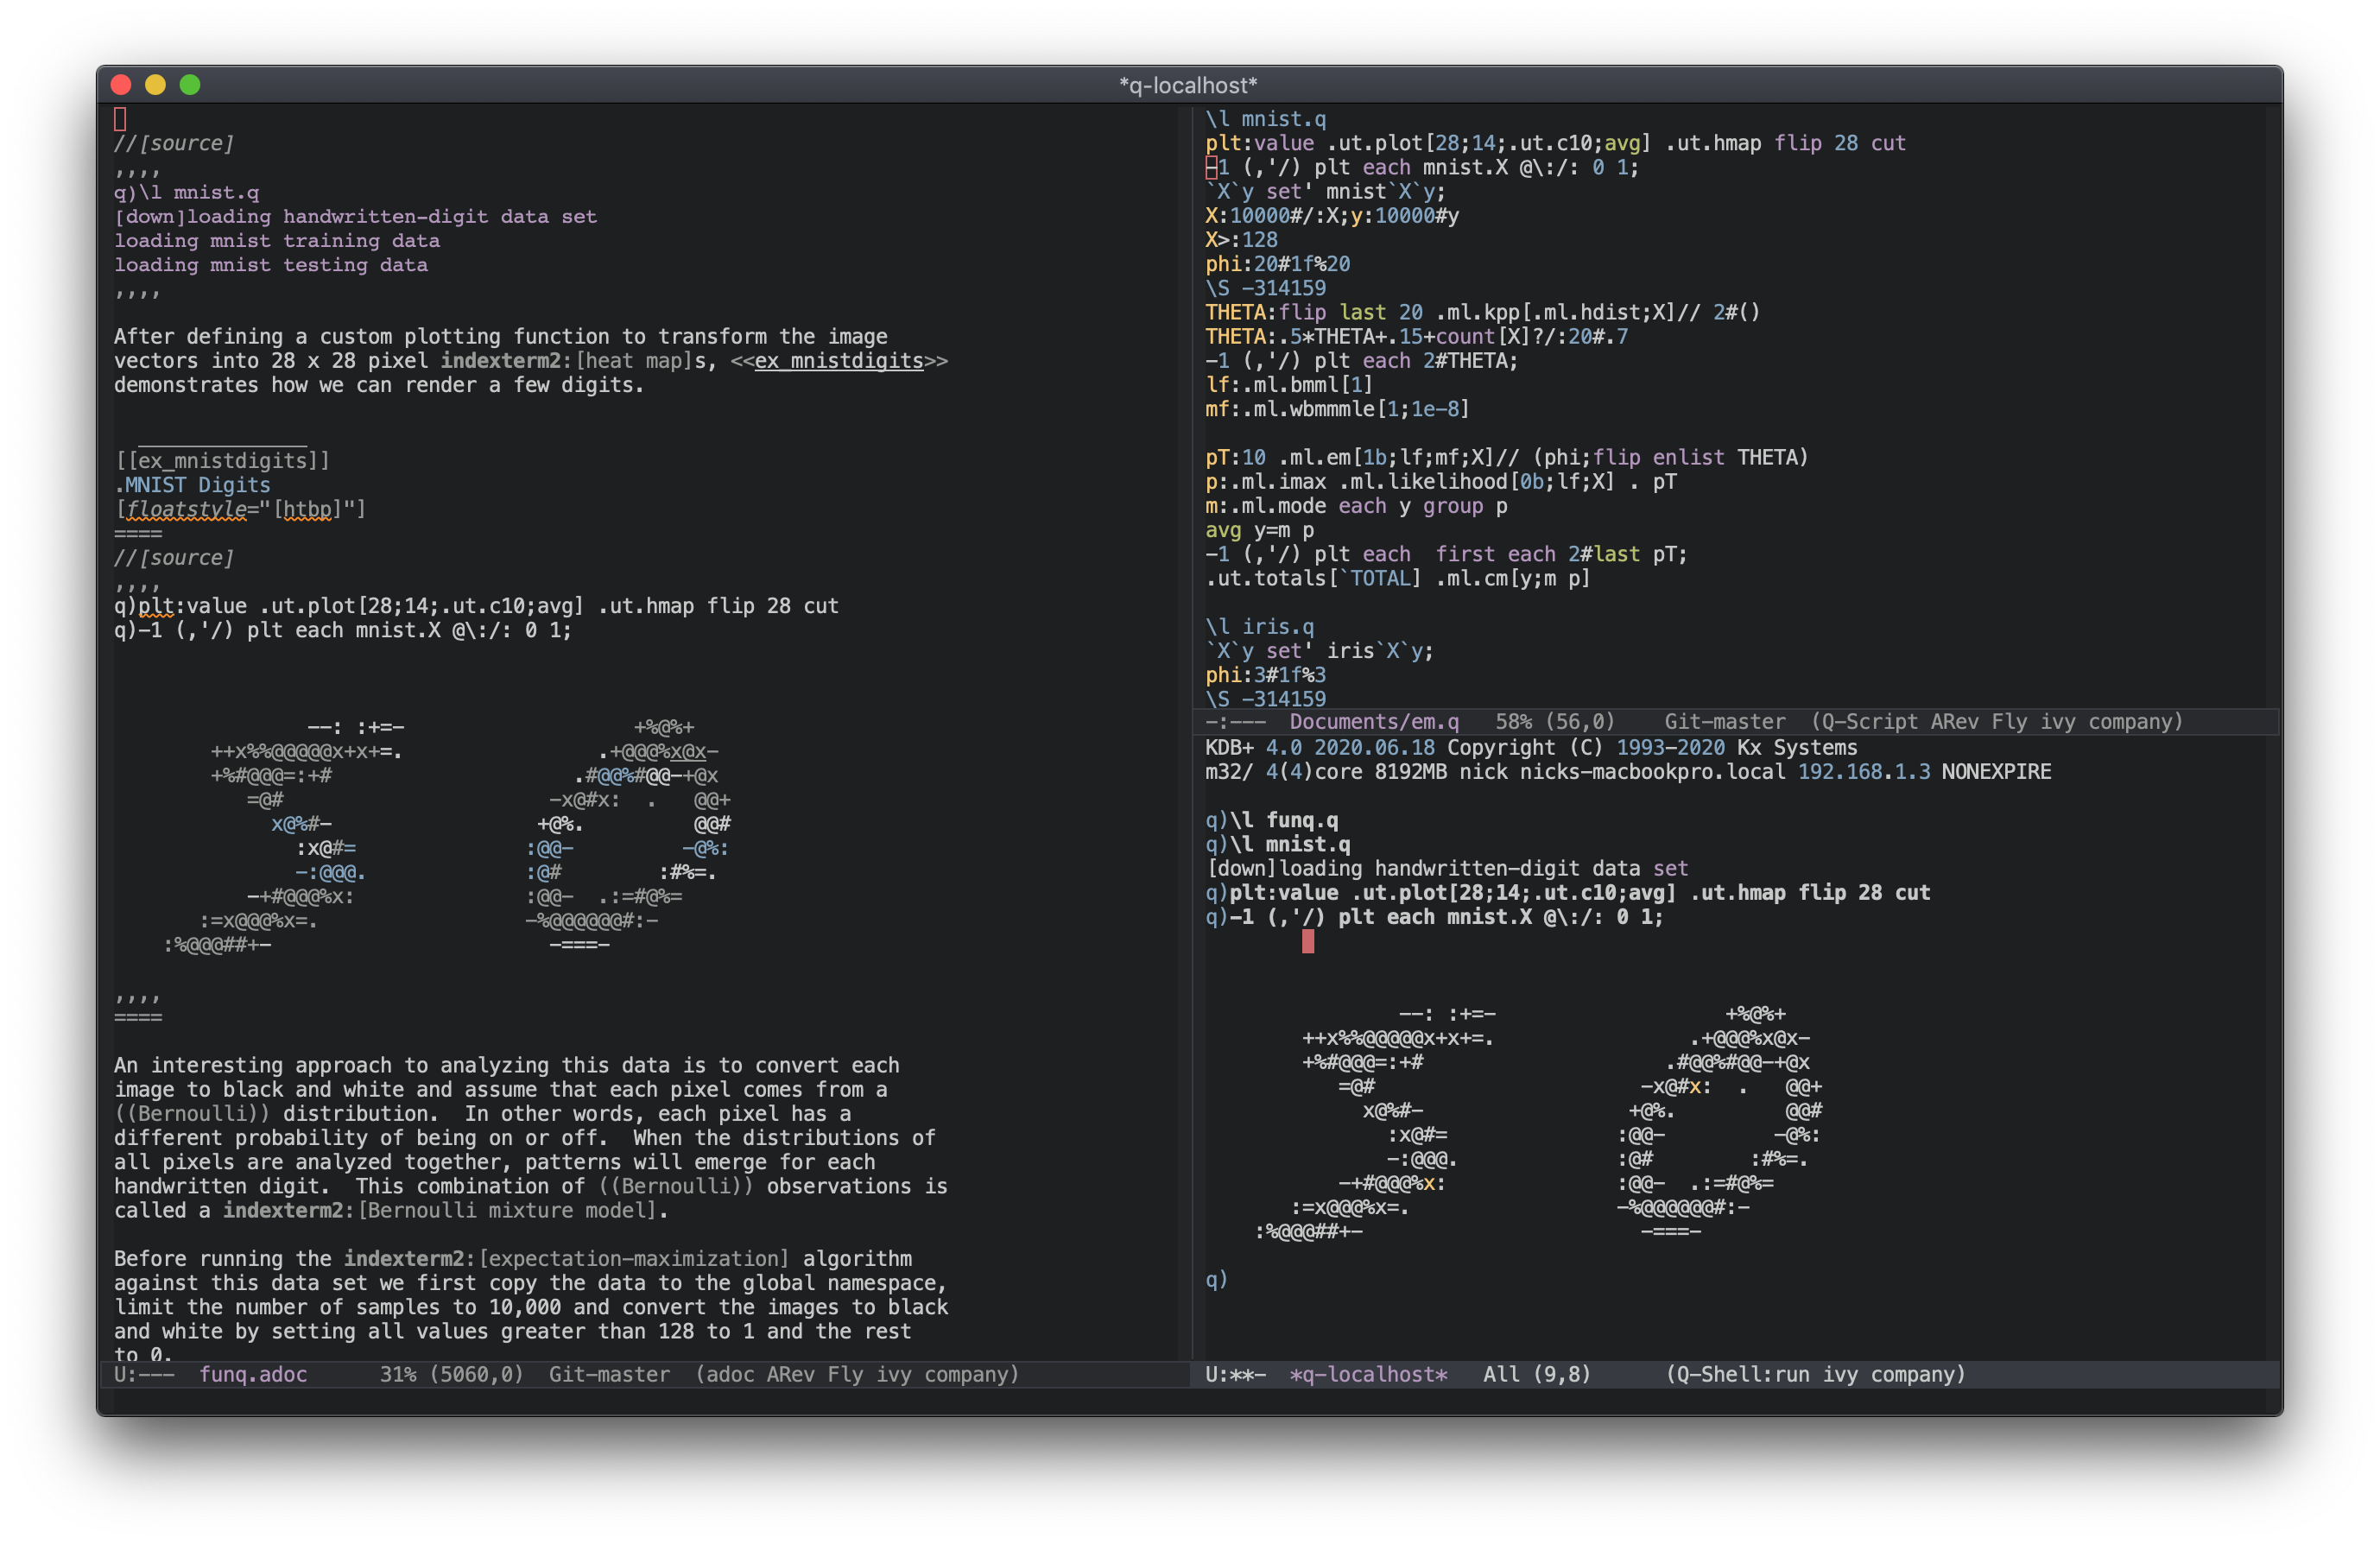 *q-localhost*
//[source]
,,,,
q)\l mnist.q
[down]loading handwritten-digit data set
loading mnist training data
loading mnist testing data
,,,,
After defining a custom plotting function to transform the image
vectors into 28 x 28 pixel indexterm2:[heat map]s, <<ex_mnistdigits>>
demonstrates how we can render a few digits.
[[ex_mnistdigits]]
.MNIST Digits
[floatstyle="[htbp]"]
====
//[source]
,,,,
q)plt:value .ut.plot[28;14;.ut.c10;avg] .ut.hmap flip 28 cut
q)-1 (,'/) plt each mnist.X @\:/: 0 1;
                --: :+=-                   +%@%+
        ++x%%@@@@@x+x+=.                .+@@@%x@x-
        +%#@@@=:+#                    .#@@%#@@-+@x
           =@#                      -x@#x:  .   @@+
             x@%#-                 +@%.         @@#
               :x@#=              :@@-         -@%:
               -:@@@.             :@#        :#%=.
           -+#@@@%x:              :@@-  .:=#@%=
       :=x@@@%x=.                 -%@@@@@@#:-
    :%@@@##+-                       -===-
,,,,
====
An interesting approach to analyzing this data is to convert each
image to black and white and assume that each pixel comes from a
((Bernoulli)) distribution.  In other words, each pixel has a
different probability of being on or off.  When the distributions of
all pixels are analyzed together, patterns will emerge for each
handwritten digit.  This combination of ((Bernoulli)) observations is
called a indexterm2:[Bernoulli mixture model].
Before running the indexterm2:[expectation-maximization] algorithm
against this data set we first copy the data to the global namespace,
limit the number of samples to 10,000 and convert the images to black
and white by setting all values greater than 128 to 1 and the rest
to 0.
U:---  funq.adoc      31% (5060,0)  Git-master  (adoc ARev Fly ivy company)
\l mnist.q
plt:value .ut.plot[28;14;.ut.c10;avg] .ut.hmap flip 28 cut
-1 (,'/) plt each mnist.X @\:/: 0 1;
`X`y set' mnist`X`y;
X:10000#/:X;y:10000#y
X>:128
phi:20#1f%20
\S -314159
THETA:flip last 20 .ml.kpp[.ml.hdist;X]// 2#()
THETA:.5*THETA+.15+count[X]?/:20#.7
-1 (,'/) plt each 2#THETA;
lf:.ml.bmml[1]
mf:.ml.wbmmmle[1;1e-8]
pT:10 .ml.em[1b;lf;mf;X]// (phi;flip enlist THETA)
p:.ml.imax .ml.likelihood[0b;lf;X] . pT
m:.ml.mode each y group p
avg y=m p
-1 (,'/) plt each  first each 2#last pT;
.ut.totals[`TOTAL] .ml.cm[y;m p]
\l iris.q
`X`y set' iris`X`y;
phi:3#1f%3
\S -314159
-:---  Documents/em.q   58% (56,0)    Git-master  (Q-Script ARev Fly ivy company)
KDB+ 4.0 2020.06.18 Copyright (C) 1993-2020 Kx Systems
m32/ 4(4)core 8192MB nick nicks-macbookpro.local 192.168.1.3 NONEXPIRE
q)\l funq.q
q)\l mnist.q
[down]loading handwritten-digit data set
q)plt:value .ut.plot[28;14;.ut.c10;avg] .ut.hmap flip 28 cut
q)-1 (,'/) plt each mnist.X @\:/: 0 1;
                --: :+=-                   +%@%+
        ++x%%@@@@@x+x+=.                .+@@@%x@x-
        +%#@@@=:+#                    .#@@%#@@-+@x
           =@#                      -x@#x:  .   @@+
             x@%#-                 +@%.         @@#
               :x@#=              :@@-         -@%:
               -:@@@.             :@#        :#%=.
           -+#@@@%x:              :@@-  .:=#@%=
       :=x@@@%x=.                 -%@@@@@@#:-
    :%@@@##+-                       -===-
q)
U:**-  *q-localhost*   All (9,8)      (Q-Shell:run ivy company)